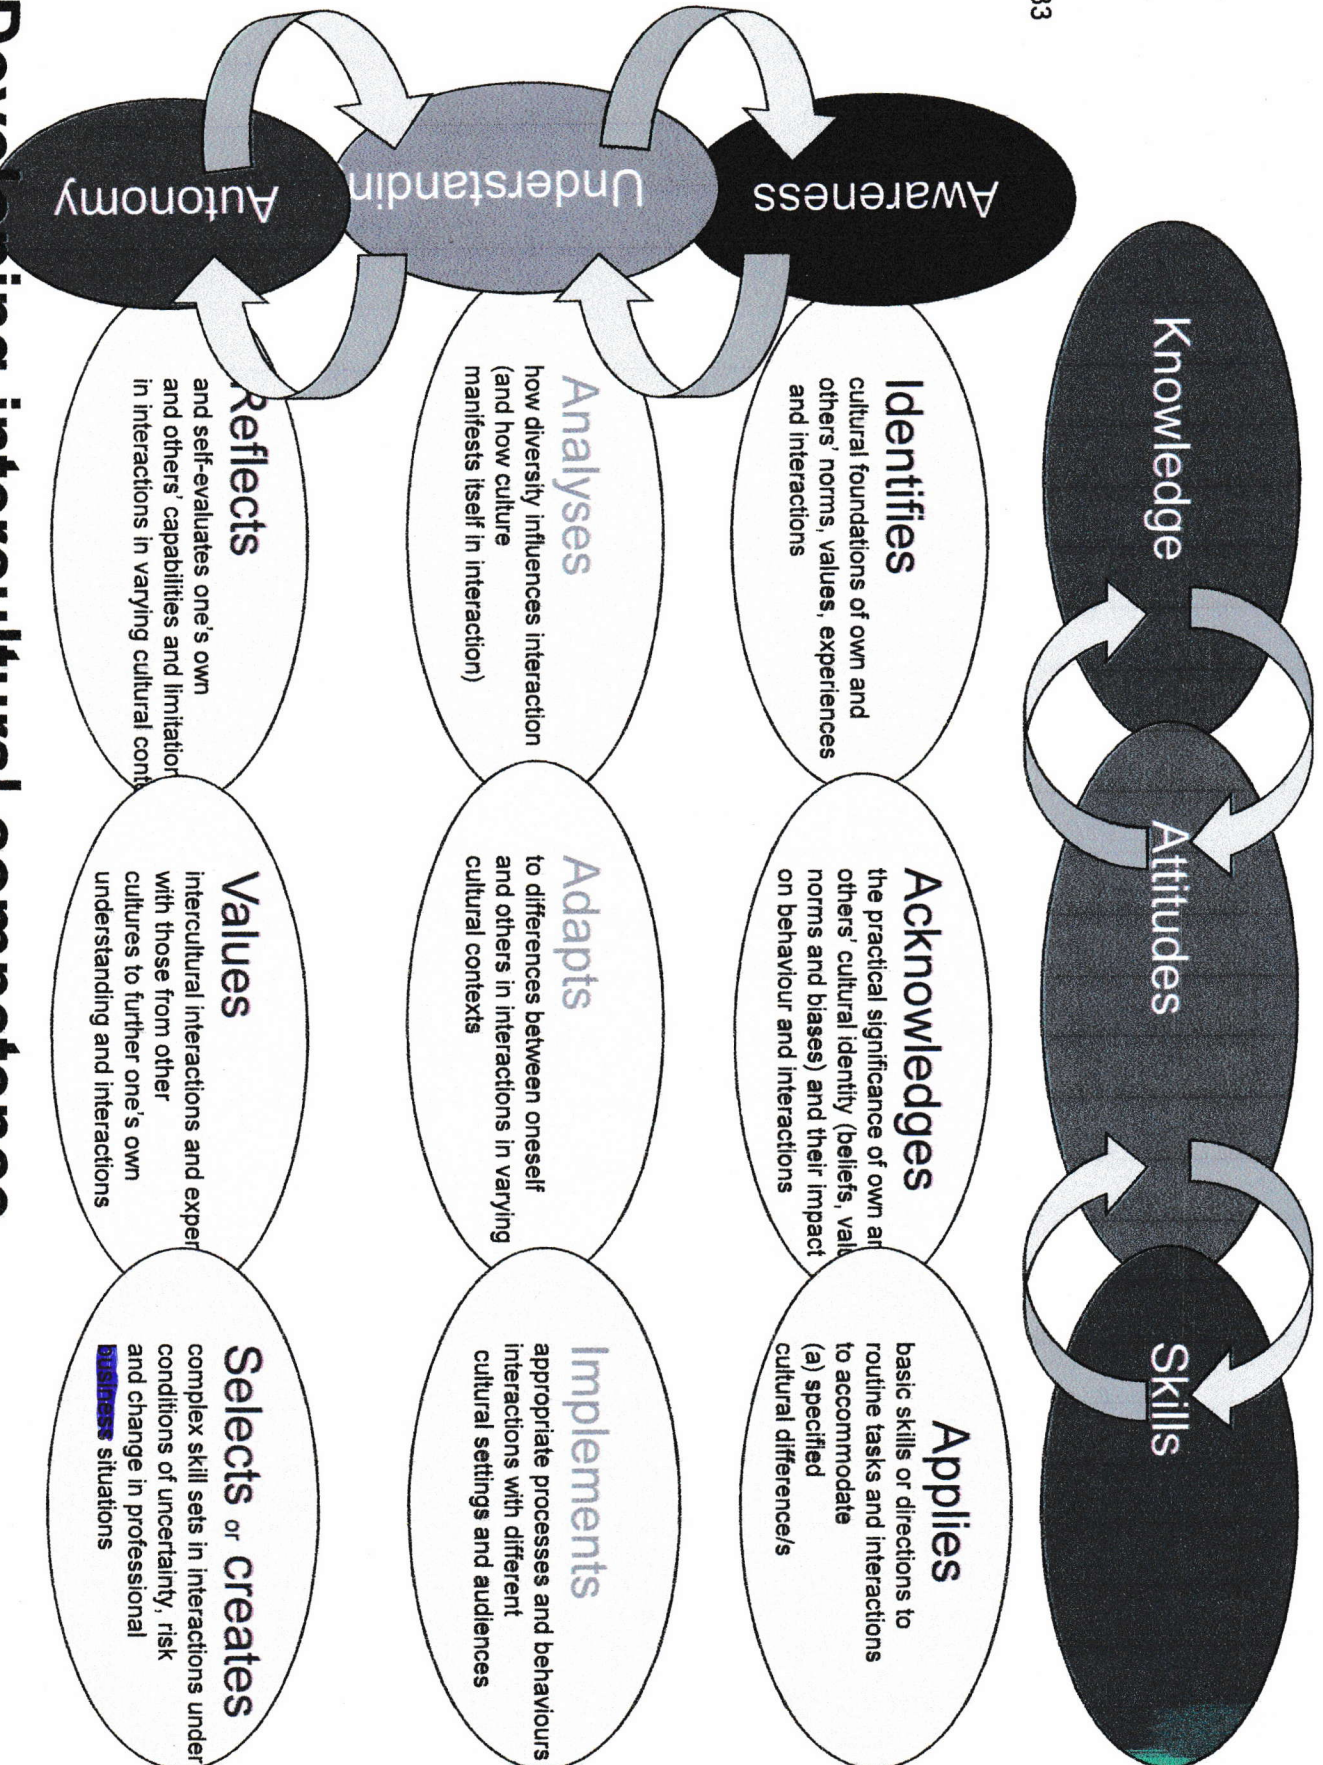 33
Knowledge
Attitudes
Skills
Awareness
Identifies
cultural foundations of own and
others' norms, values, experiences
and interactions
Acknowledges
the practical significance of own
others' cultural identity (beliefs,
norms and biases) and their impact
on behaviour and interactions
Applies
basic skills or directions to
routine tasks and interactions
to accommodate
(a) specified
cultural difference/s
Understandin
Analyses
how diversity influences interaction
(and how culture
manifests itself in interaction)
Adapts
to differences between oneself
and others in interactions in varying
cultural contexts
Implements
appropriate processes and behaviours
interactions with different
cultural settings and audiences
Autonomy
Reflects
and self-evaluates one's own
and others' capabilities and limitation
in interactions in varying cultural
Values
intercultural interactions and exper
with those from other
cultures to further one's own
understanding and interactions
Selects or creates
complex skill sets in interactions under
conditions of uncertainty, risk
and change in professional
business situations
Developing intercultural competence